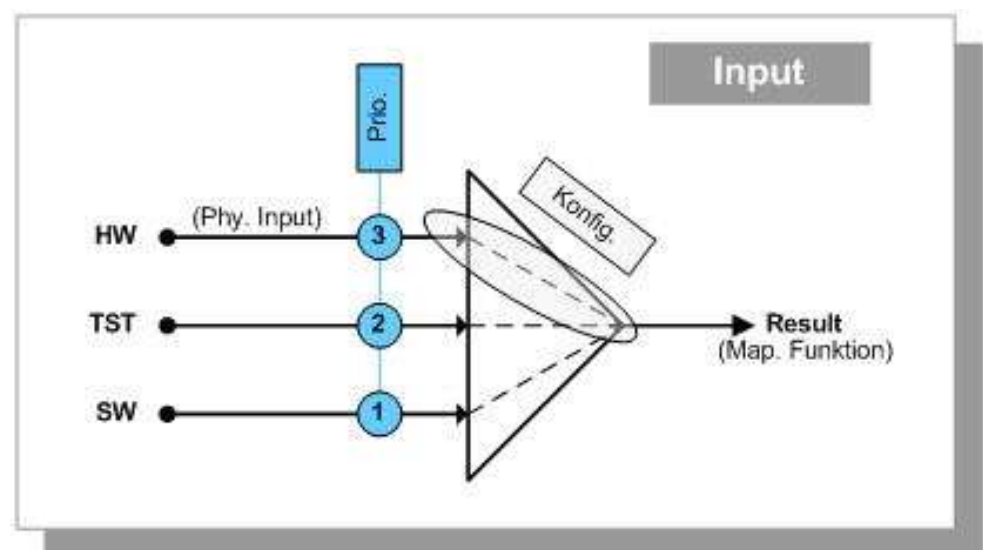 Input
Prio.
Konfig.
HW (Phy. Input) 3
TST 2
Result
(Map. Funktion)
SW 1